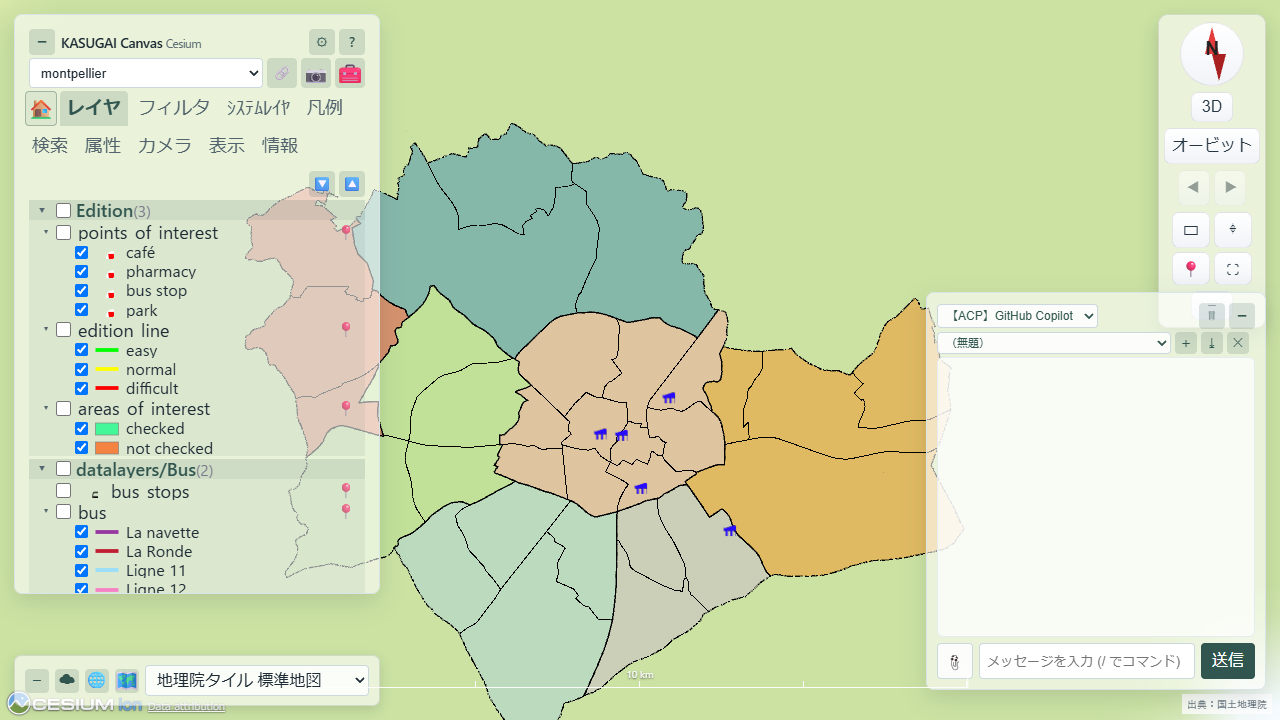 − KASUGAI Canvas Cesium ⚙ ?
montpellier
レイヤ フィルタ ｼｽﾃﾑﾚｲﾔ 凡例
検索 属性 カメラ 表示 情報
Edition(3)
points of interest
café
pharmacy
bus stop
park
edition line
easy
normal
difficult
areas of interest
checked
not checked
datalayers/Bus(2)
bus stops
bus
La navette
La Ronde
Ligne 11
Ligne 12
− 地理院タイル 標準地図
CESIUM ion Data attribution
10 km
N
3D
オービット
【ACP】GitHub Copilot
（無題）
メッセージを入力 (/ でコマンド) 送信
出典：国土地理院